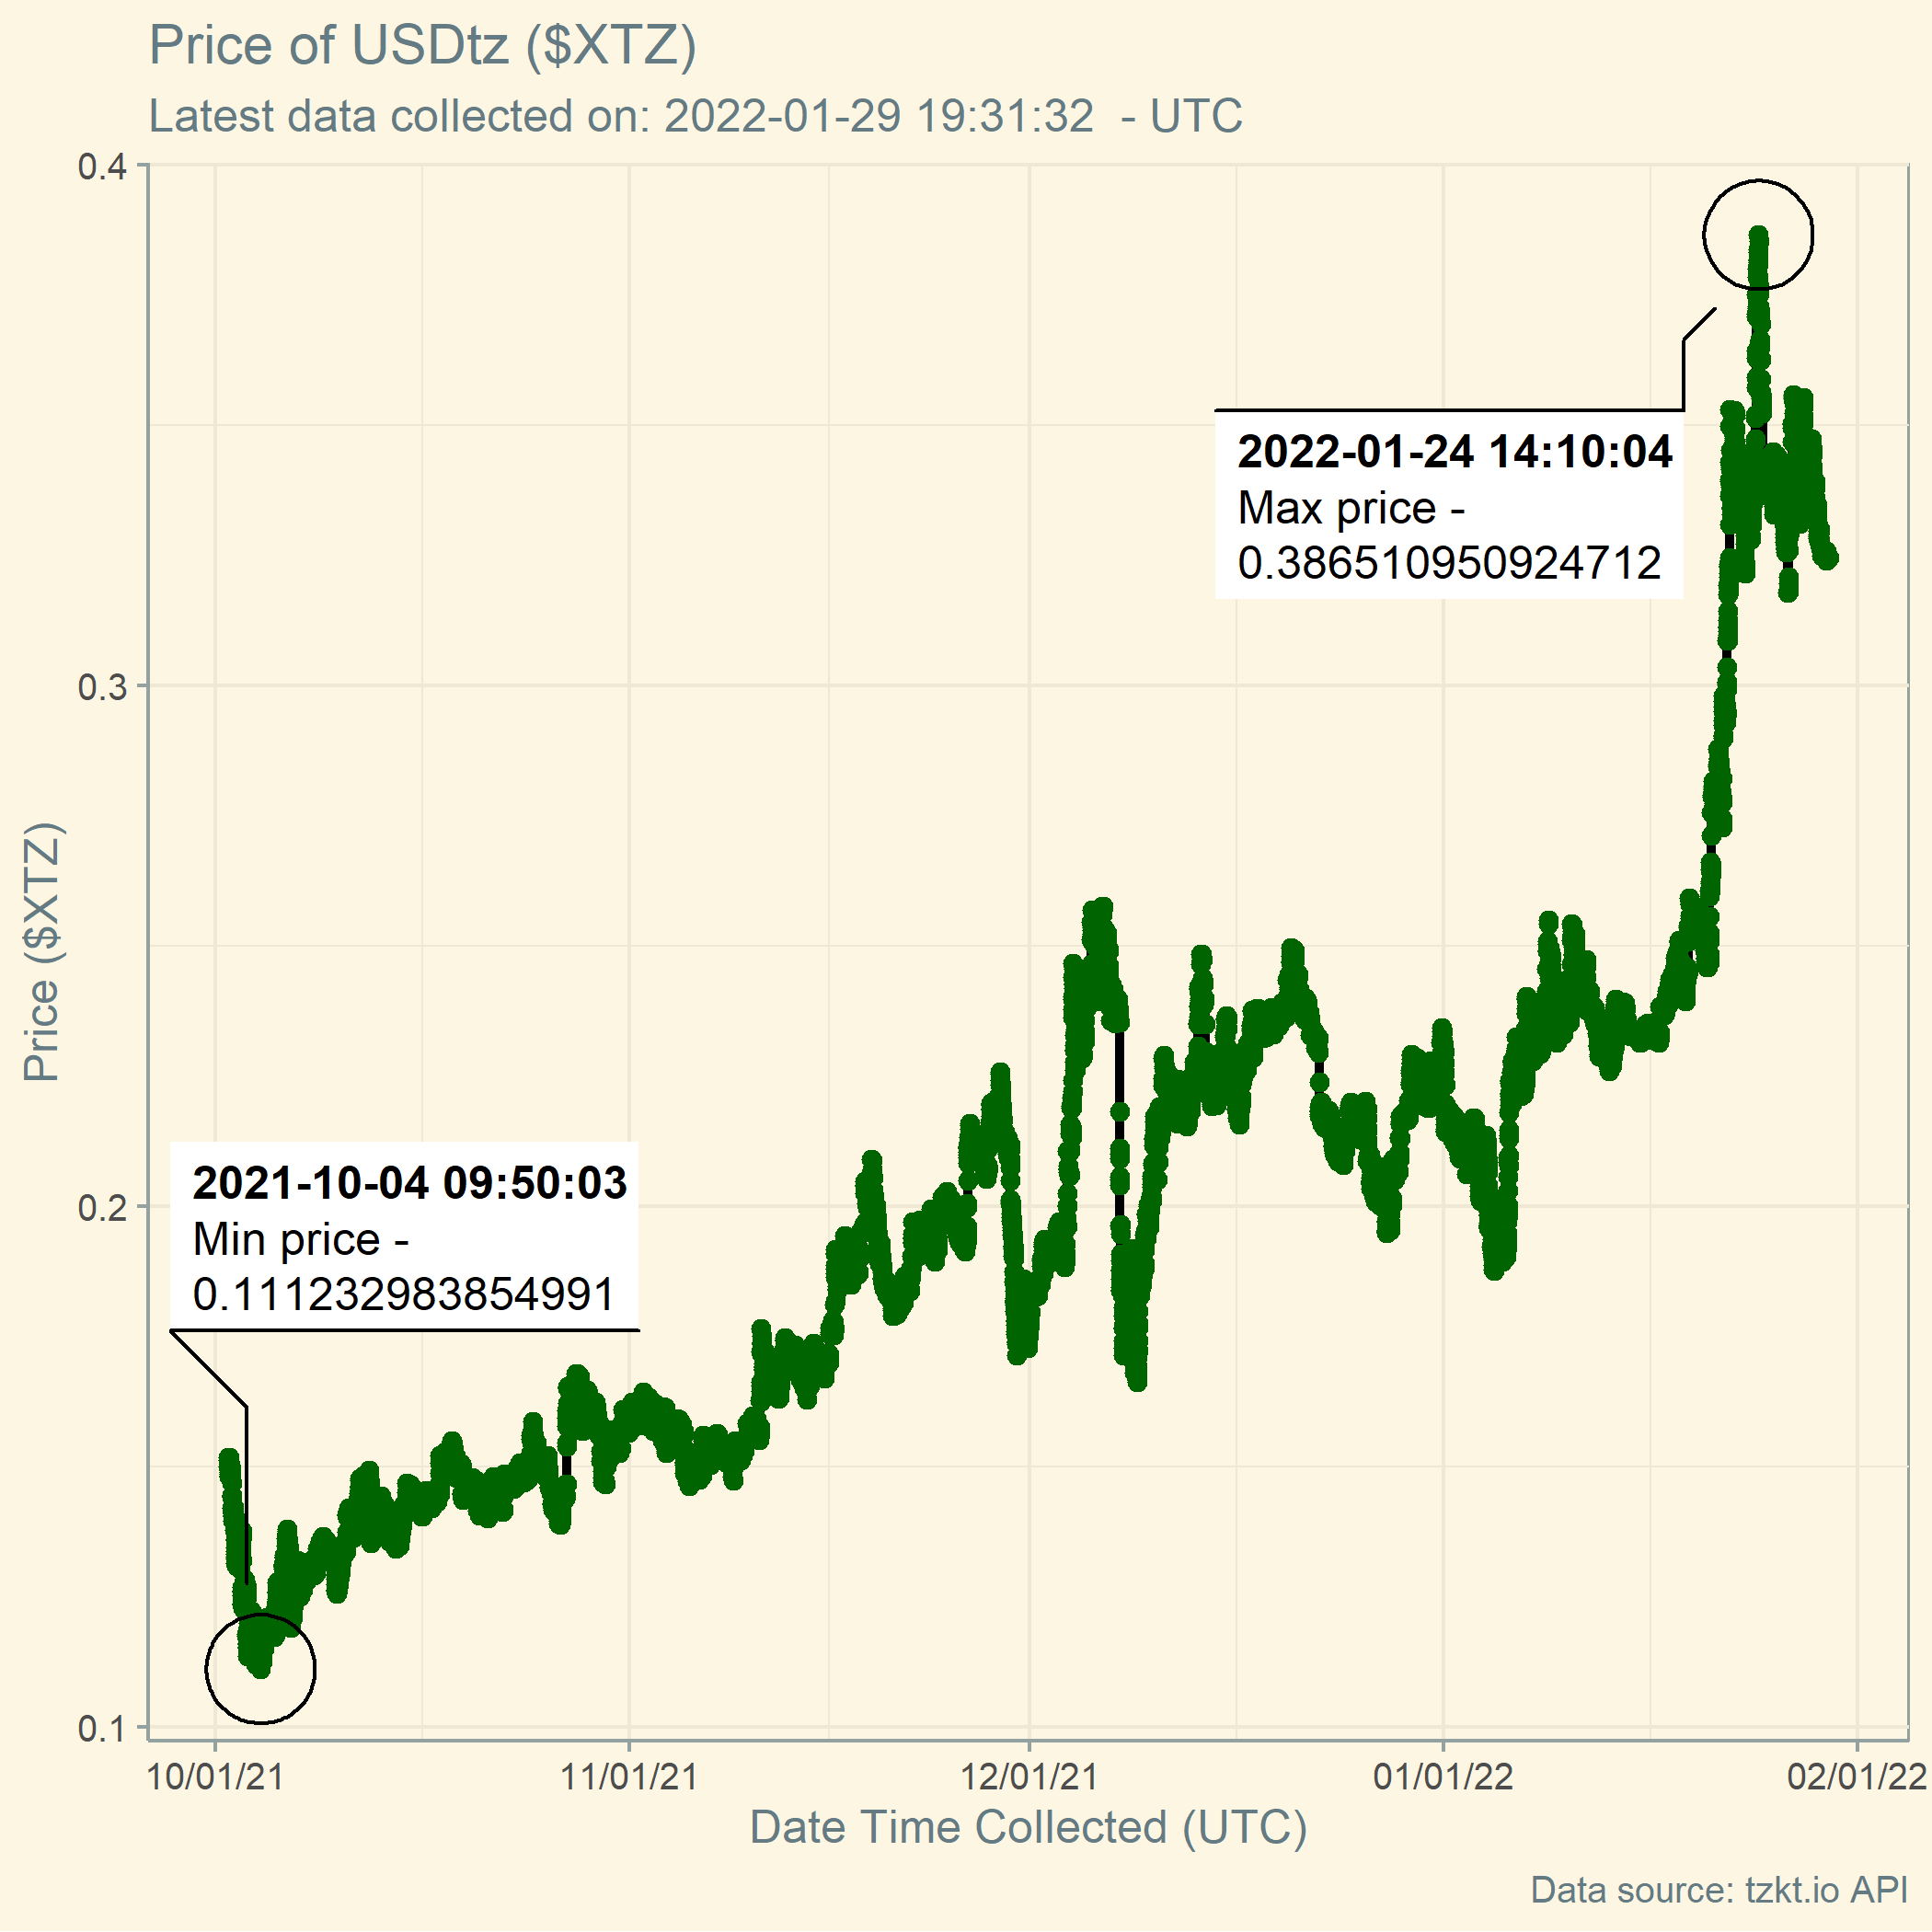 Price of USDtz ($XTZ)
Latest data collected on: 2022-01-29 19:31:32  - UTC
0.4
0.3
0.2
0.1
Price ($XTZ)
2022-01-24 14:10:04
Max price -
0.386510950924712
2021-10-04 09:50:03
Min price -
0.111232983854991
10/01/21
11/01/21
12/01/21
01/01/22
02/01/22
Date Time Collected (UTC)
Data source: tzkt.io API